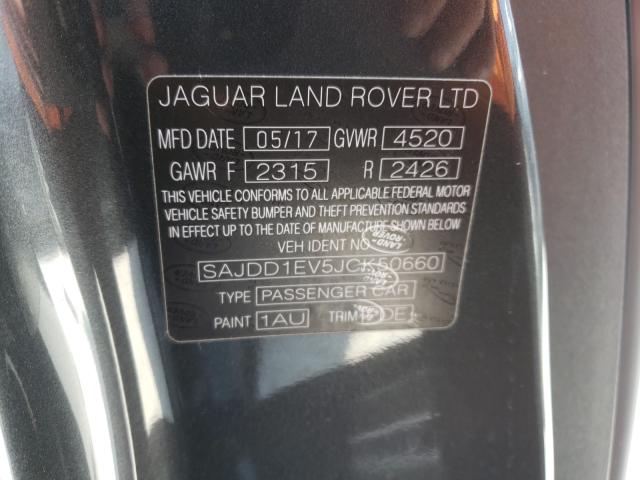 JAGUAR LAND ROVER LTD
MFD DATE 05/17 GVWR 4520
GAWR F 2315 R 2426
THIS VEHICLE CONFORMS TO ALL APPLICABLE FEDERAL MOTOR
VEHICLE SAFETY BUMPER AND THEFT PREVENTION STANDARDS
IN EFFECT ON THE DATE OF MANUFACTURE SHOWN BELOW
VEH IDENT NO
SAJDD1EV5JCK50660
TYPE PASSENGER CAR
PAINT 1AU TRIM